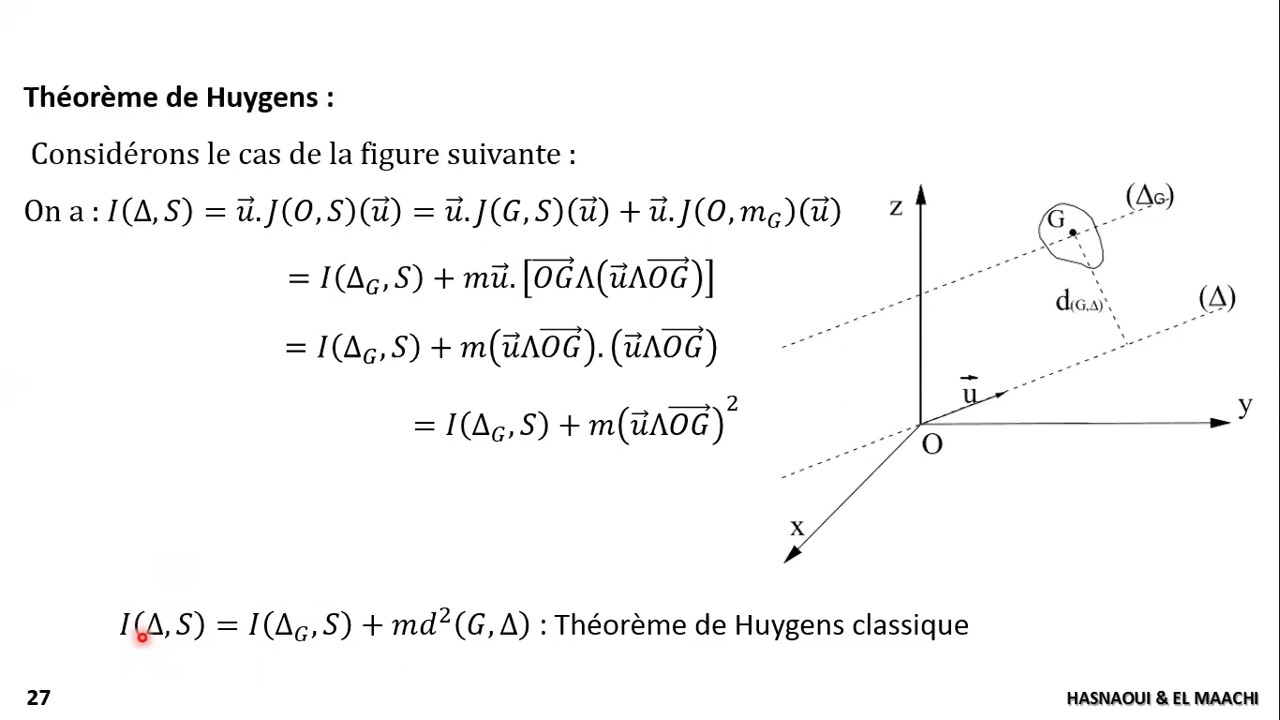 Théorème de Huygens :
Considérons le cas de la figure suivante :
On a : I(Δ, S) = u⃗.J(O, S)(u⃗) = u⃗.J(G, S)(u⃗) + u⃗.J(O, m_G)(u⃗)
= I(Δ_G, S) + mu⃗.[OG⃗Λ(u⃗ΛOG⃗)]
= I(Δ_G, S) + m(u⃗ΛOG⃗).(u⃗ΛOG⃗)
= I(Δ_G, S) + m(u⃗ΛOG⃗)²
z
G
(Δ_G)
d(G,Δ)
(Δ)
u⃗
y
O
x
I(Δ, S) = I(Δ_G, S) + md²(G, Δ) : Théorème de Huygens classique
27
HASNAOUI & EL MAACHI